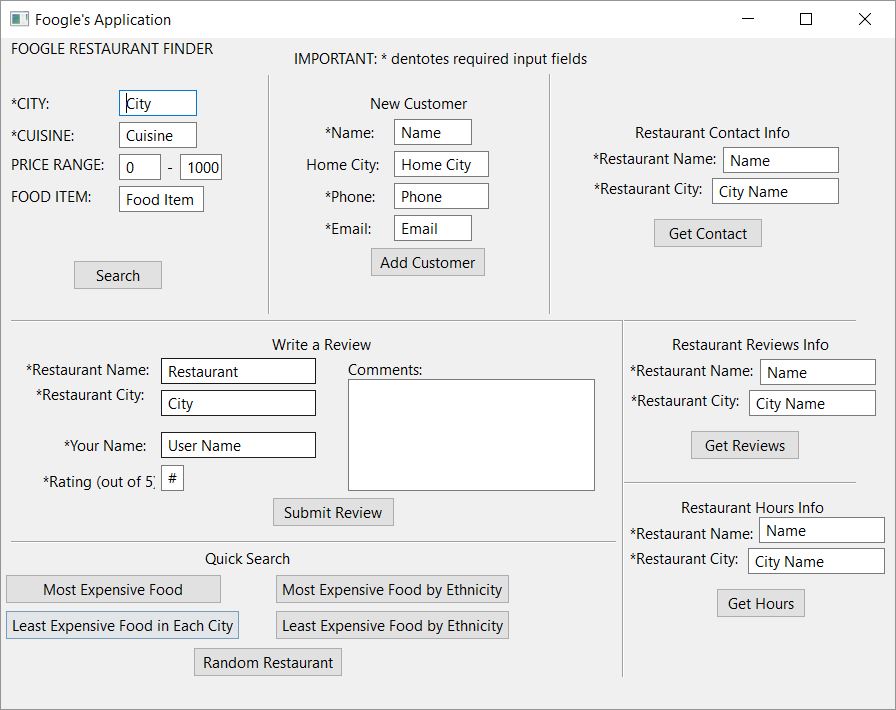 Foogle's Application
FOOGLE RESTAURANT FINDER
IMPORTANT: * dentotes required input fields
*CITY: City
*CUISINE: Cuisine
PRICE RANGE: 0 - 1000
FOOD ITEM: Food Item
Search
New Customer
*Name: Name
Home City: Home City
*Phone: Phone
*Email: Email
Add Customer
Restaurant Contact Info
*Restaurant Name: Name
*Restaurant City: City Name
Get Contact
Write a Review
*Restaurant Name: Restaurant
*Restaurant City: City
*Your Name: User Name
*Rating (out of 5) #
Comments:
Submit Review
Restaurant Reviews Info
*Restaurant Name: Name
*Restaurant City: City Name
Get Reviews
Restaurant Hours Info
*Restaurant Name: Name
*Restaurant City: City Name
Get Hours
Quick Search
Most Expensive Food
Most Expensive Food by Ethnicity
Least Expensive Food in Each City
Least Expensive Food by Ethnicity
Random Restaurant